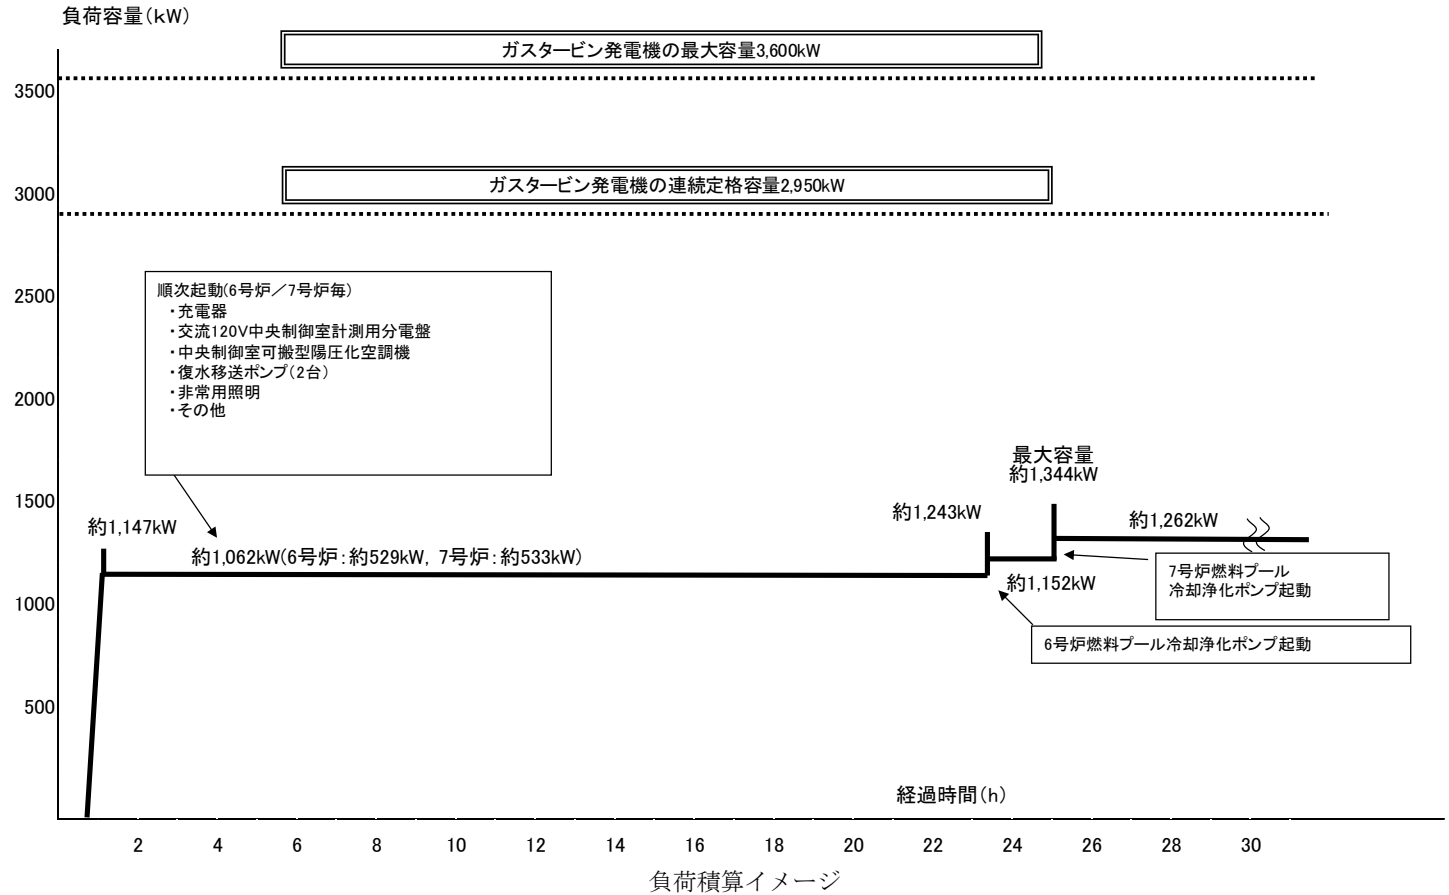 負荷容量(kW)
ガスタービン発電機の最大容量3,600kW
3500
ガスタービン発電機の連続定格容量2,950kW
3000
2500
順次起動(6号炉／7号炉毎)
・充電器
・交流120V中央制御室計測用分電盤
・中央制御室可搬型陽圧化空調機
・復水移送ポンプ(2台)
・非常用照明
・その他
2000
最大容量
約1,344kW
1500
約1,147kW
約1,243kW
約1,262kW
約1,062kW(6号炉：約529kW, 7号炉：約533kW)
約1,152kW
7号炉燃料プール
冷却浄化ポンプ起動
1000
6号炉燃料プール冷却浄化ポンプ起動
500
経過時間(h)
2 4 6 8 10 12 14 16 18 20 22 24 26 28 30
負荷積算イメージ